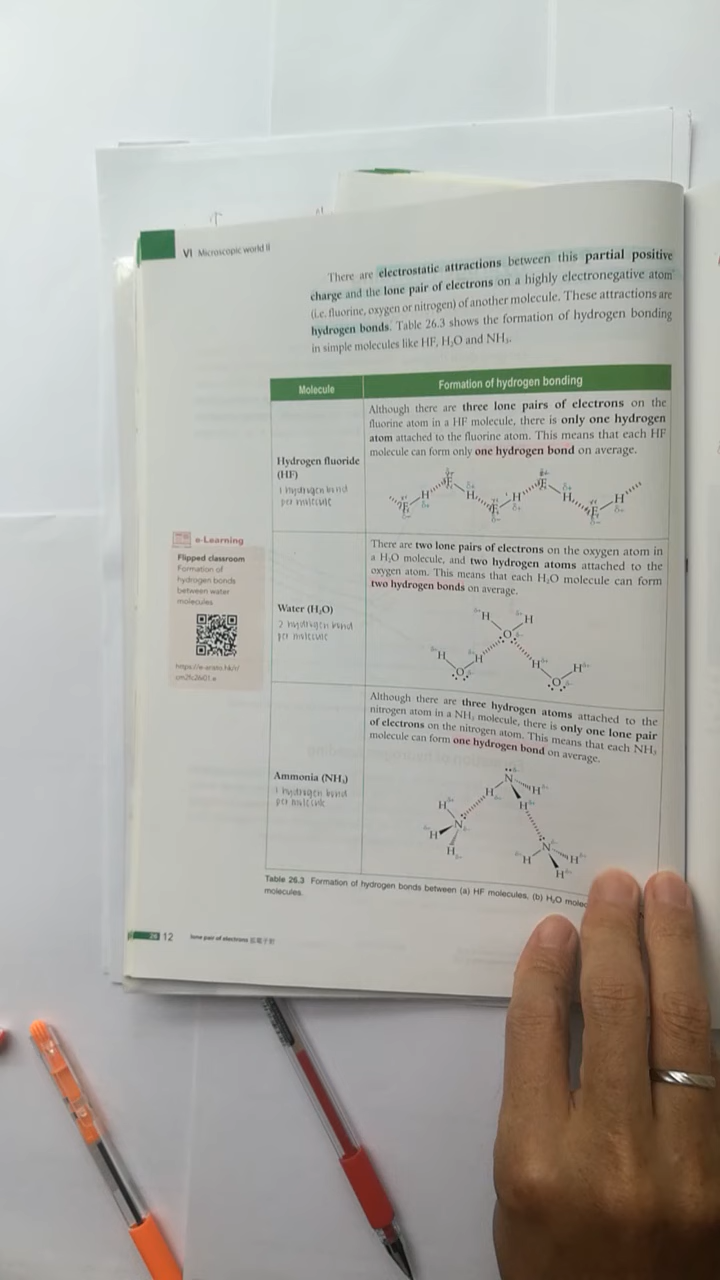 VI Microscopic world II
There are electrostatic attractions between this partial positive
charge and the lone pair of electrons on a highly electronegative atom
(i.e. fluorine, oxygen or nitrogen) of another molecule. These attractions are
hydrogen bonds. Table 26.3 shows the formation of hydrogen bonding
in simple molecules like HF, H₂O and NH₃.
Molecule
Formation of hydrogen bonding
Hydrogen fluoride
(HF)
1 hydrogen bond
per molecule
Although there are three lone pairs of electrons on the
fluorine atom in a HF molecule, there is only one hydrogen
atom attached to the fluorine atom. This means that each HF
molecule can form only one hydrogen bond on average.
F H F H F H F H F H
e-Learning
Flipped classroom
Formation of
hydrogen bonds
between water
molecules
Water (H₂O)
2 hydrogen bond
per molecule
There are two lone pairs of electrons on the oxygen atom in
a H₂O molecule, and two hydrogen atoms attached to the
oxygen atom. This means that each H₂O molecule can form
two hydrogen bonds on average.
H H
O
H H H H
O O
Ammonia (NH₃)
1 hydrogen bond
per molecule
Although there are three hydrogen atoms attached to the
nitrogen atom in a NH₃ molecule, there is only one lone pair
of electrons on the nitrogen atom. This means that each NH₃
molecule can form one hydrogen bond on average.
N
H H
H H
N
H N
H H H
H
Table 26.3 Formation of hydrogen bonds between (a) HF molecules, (b) H₂O
molecules.
26 12 lone pair of electrons 孤電子對